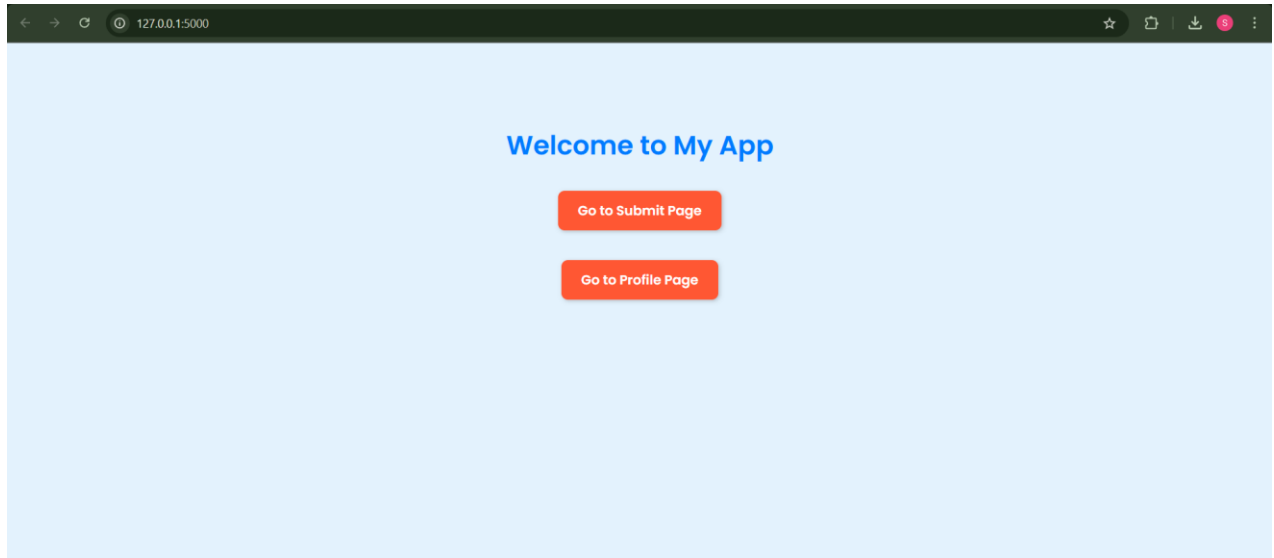 127.0.0.1:5000
S
Welcome to My App
Go to Submit Page
Go to Profile Page